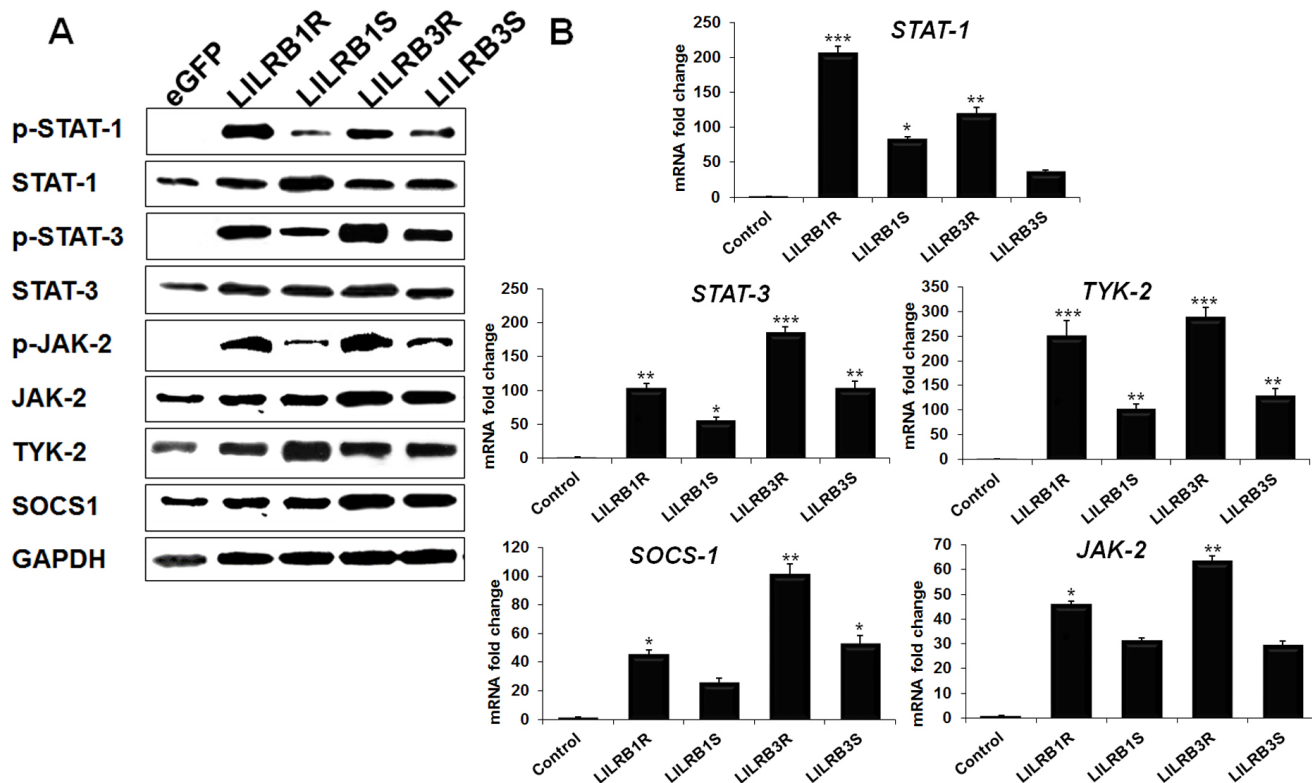 A
eGFP LILRB1R LILRB1S LILRB3R LILRB3S
p-STAT-1
STAT-1
p-STAT-3
STAT-3
p-JAK-2
JAK-2
TYK-2
SOCS1
GAPDH
B
STAT-1
mRNA fold change
250
200
150
100
50
0
***
*
**
Control LILRB1R LILRB1S LILRB3R LILRB3S
STAT-3
mRNA fold change
250
200
150
100
50
0
**
*
***
**
Control LILRB1R LILRB1S LILRB3R LILRB3S
TYK-2
mRNA fold change
350
300
250
200
150
100
50
0
***
**
***
**
Control LILRB1R LILRB1S LILRB3R LILRB3S
SOCS-1
mRNA fold change
120
100
80
60
40
20
0
*
**
*
Control LILRB1R LILRB1S LILRB3R LILRB3S
JAK-2
mRNA fold change
70
60
50
40
30
20
10
0
*
**
Control LILRB1R LILRB1S LILRB3R LILRB3S